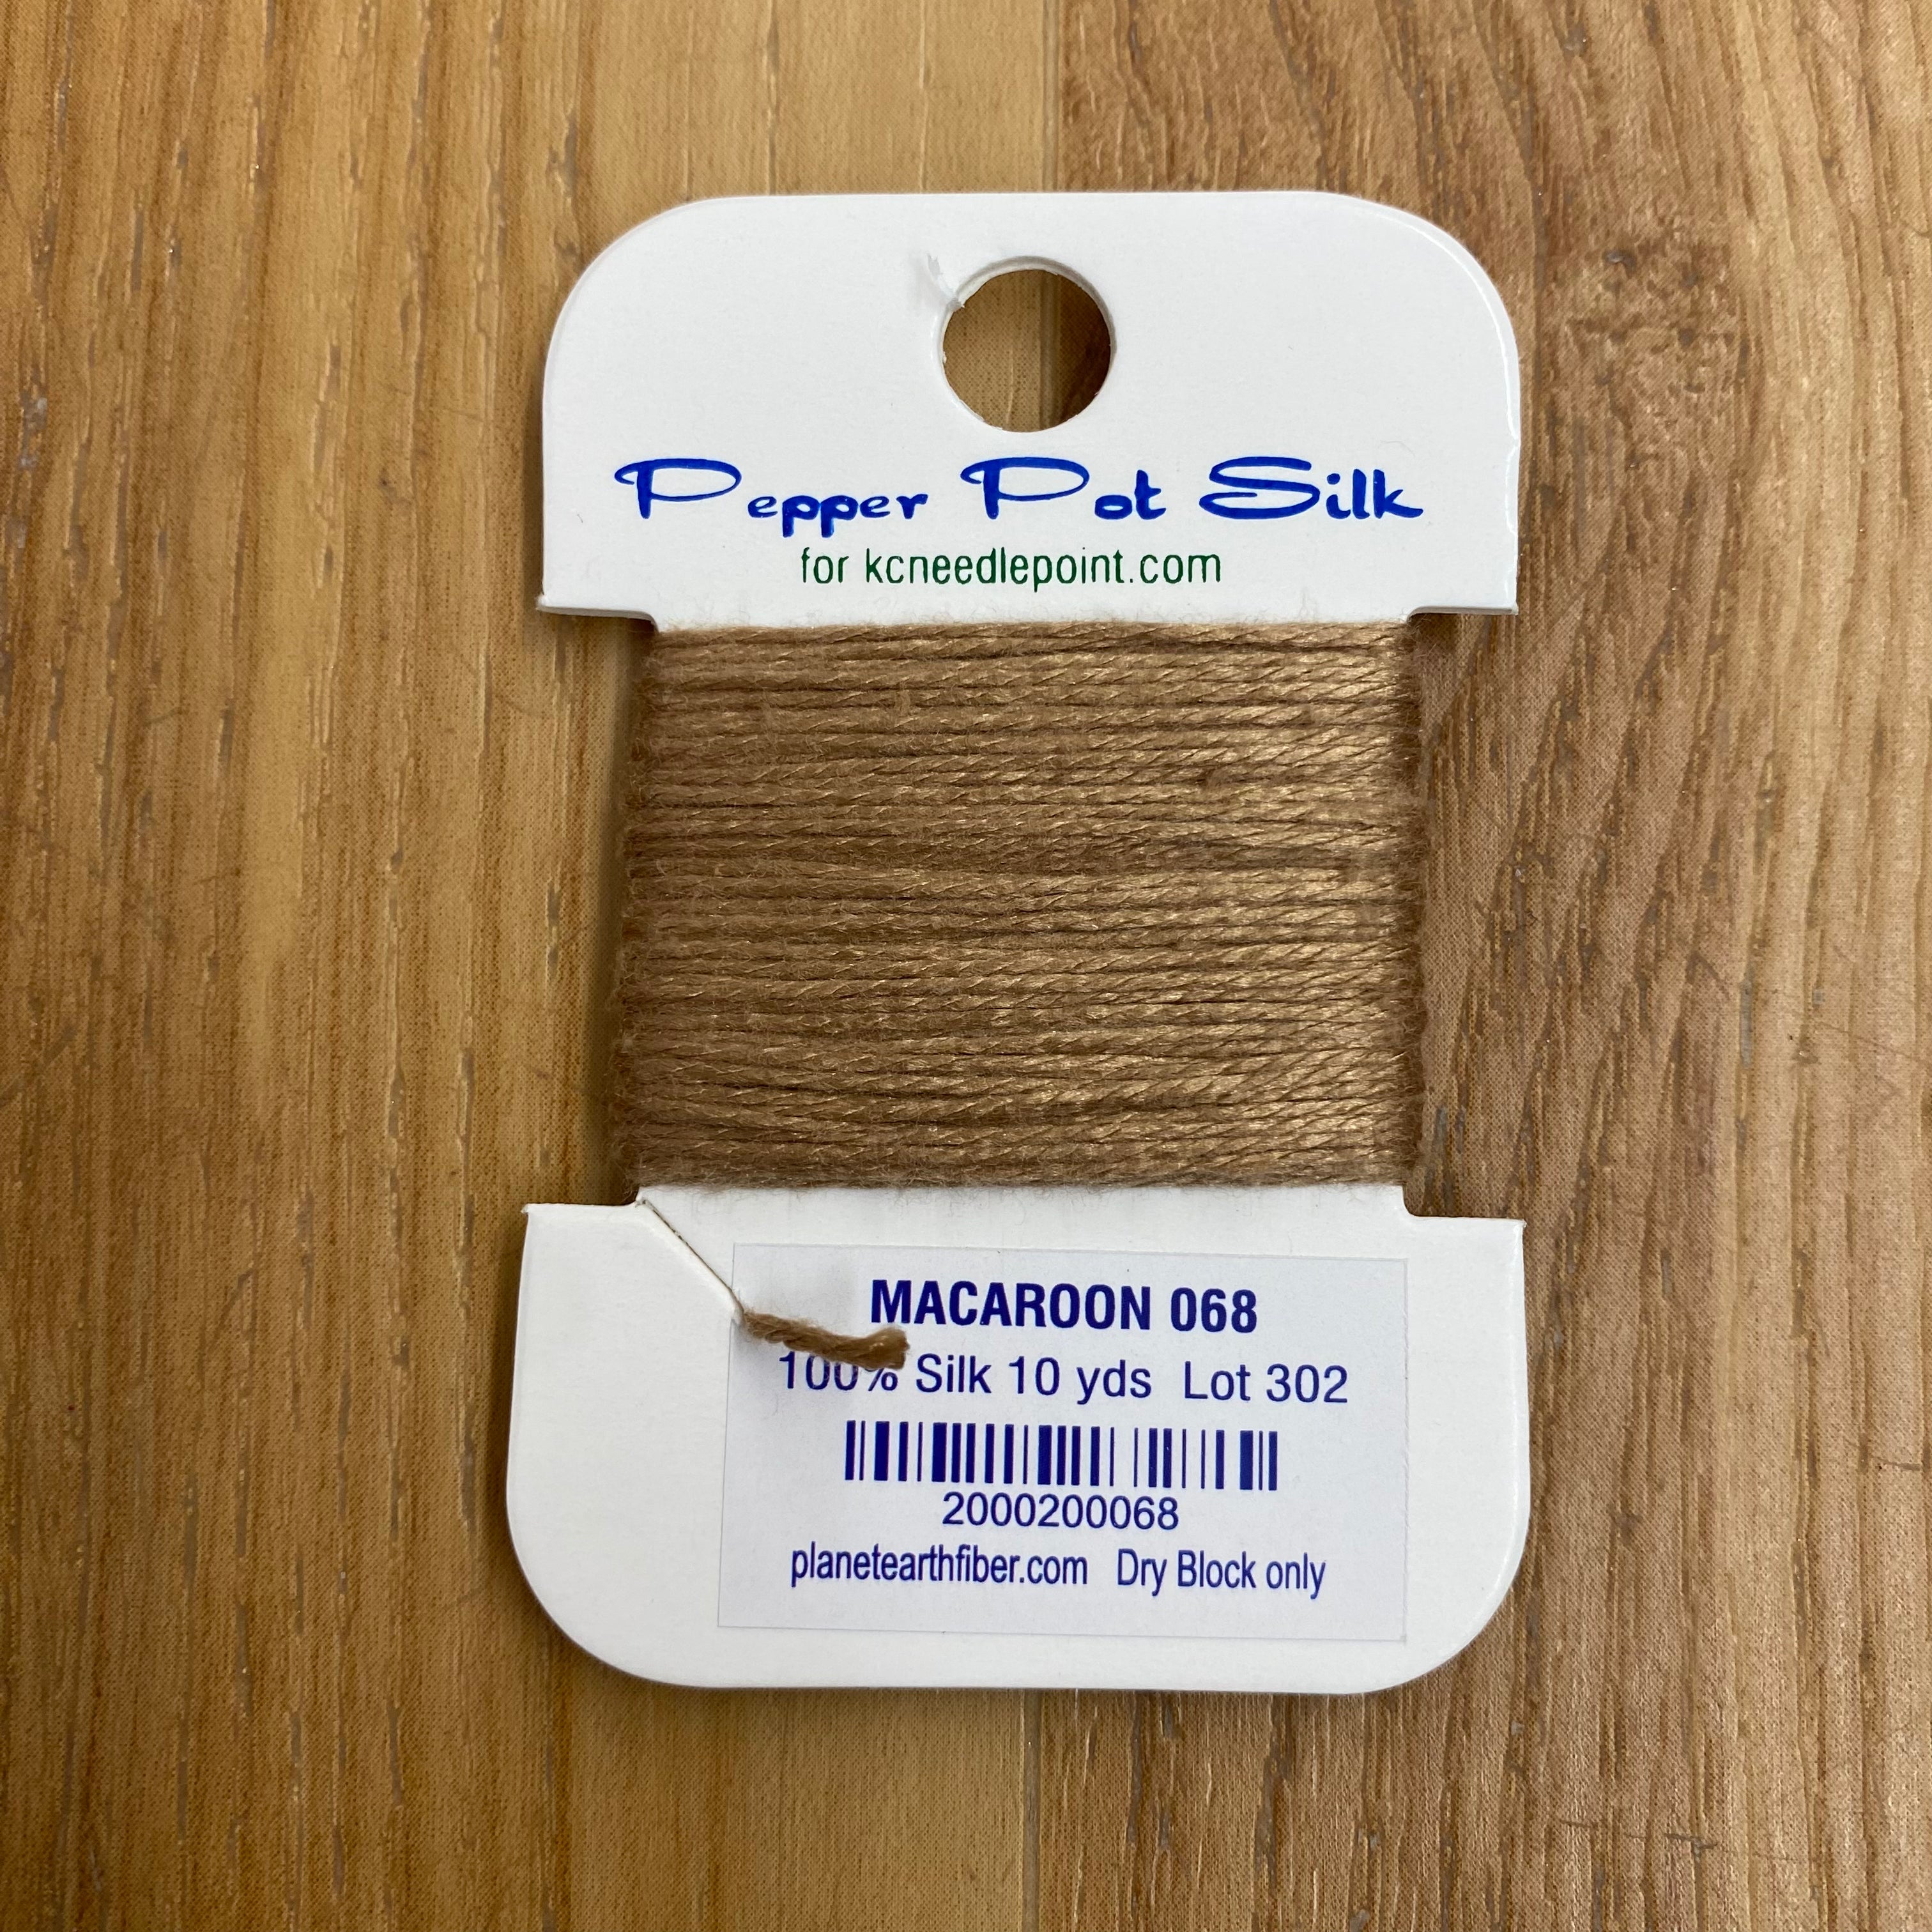 Pepper Pot Silk
for kcneedlepoint.com
MACAROON 068
100% Silk 10 yds Lot 302
2000200068
planetearthfiber.com Dry Block only